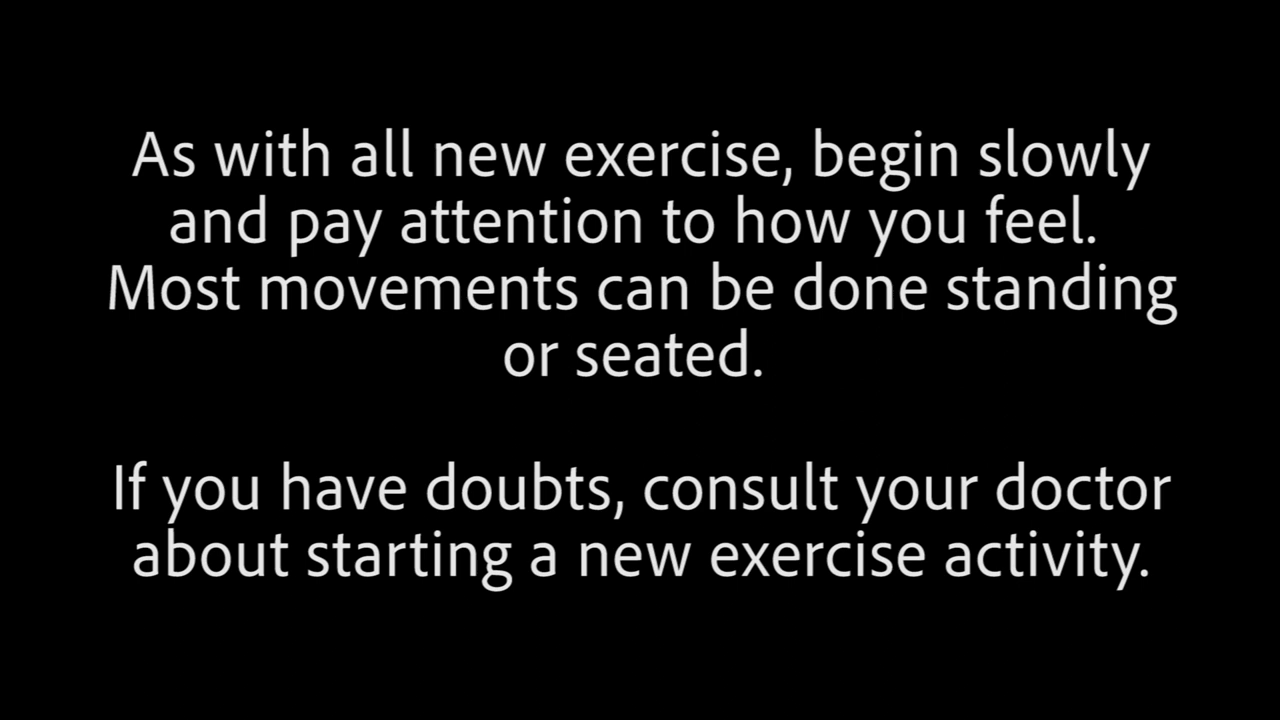 As with all new exercise, begin slowly
and pay attention to how you feel.
Most movements can be done standing
or seated.
If you have doubts, consult your doctor
about starting a new exercise activity.